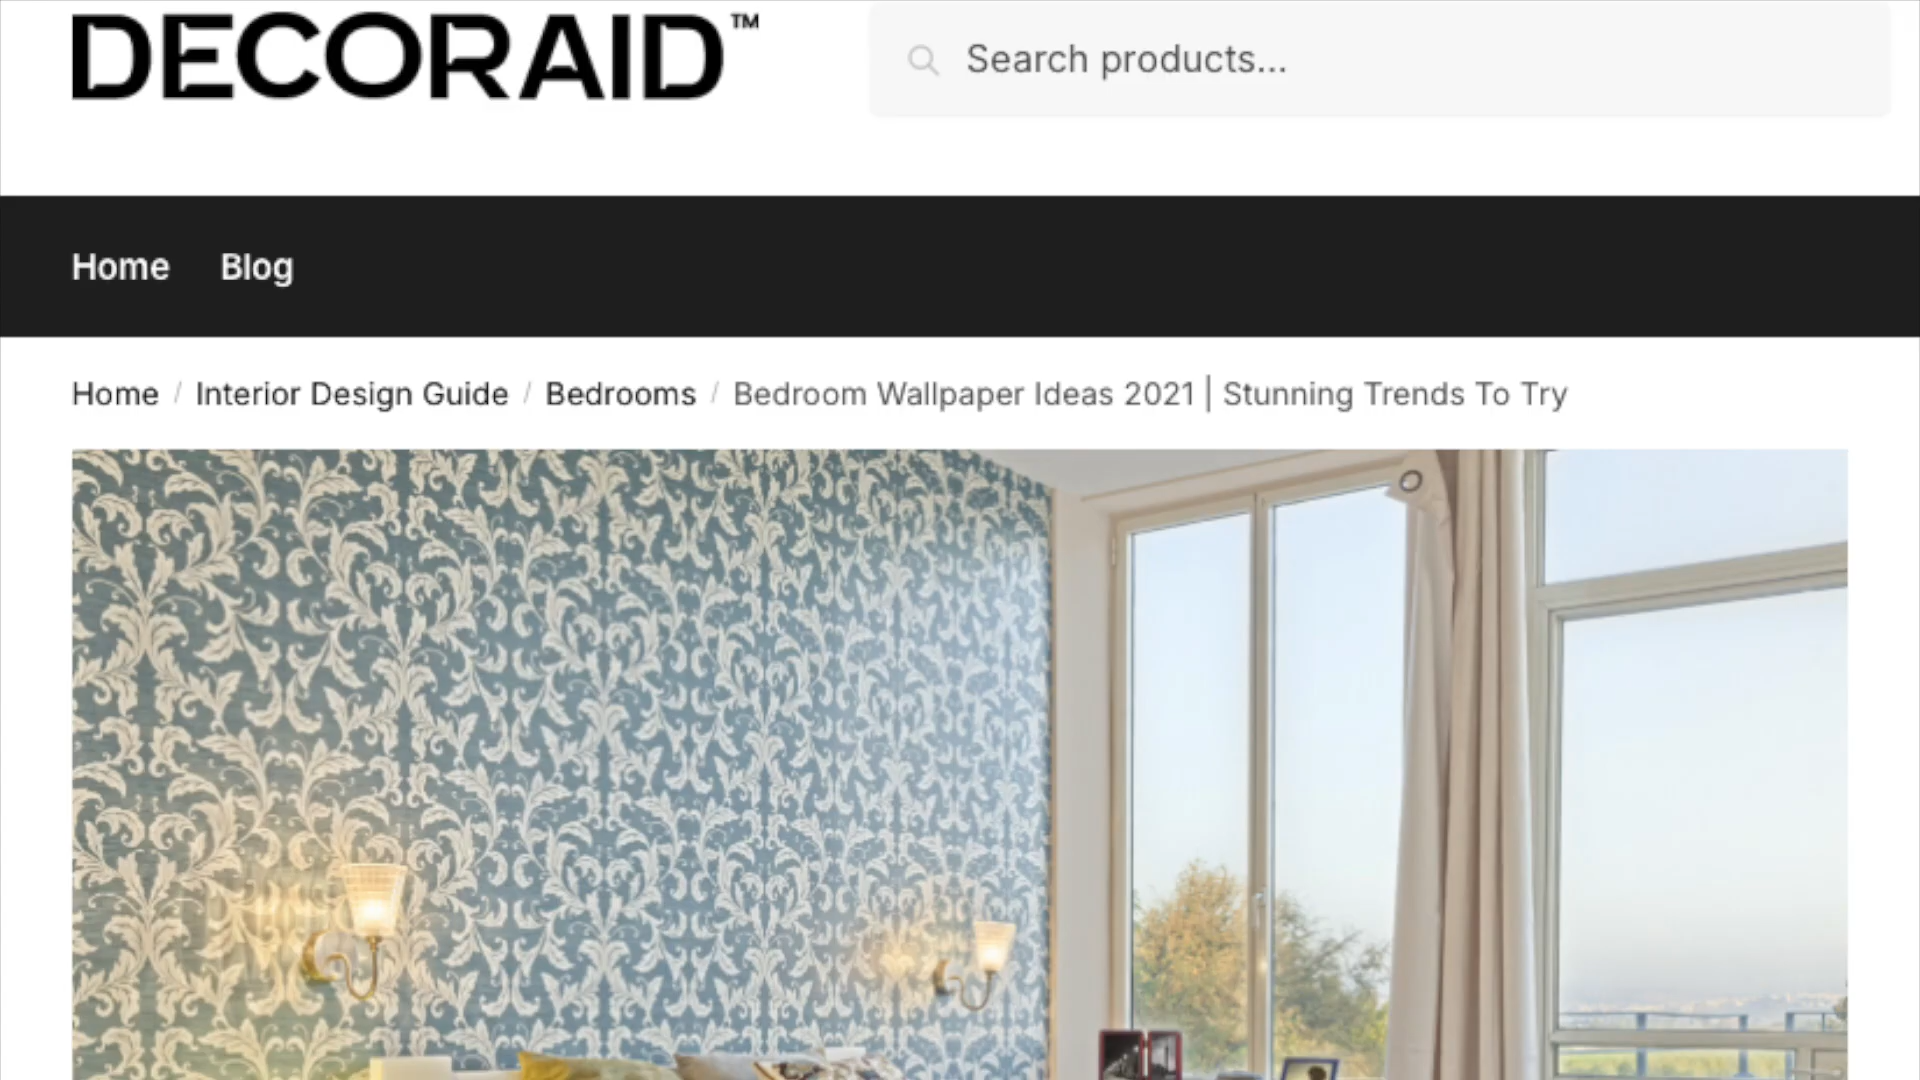 DECORAID™
Search products...
Home Blog
Home / Interior Design Guide / Bedrooms / Bedroom Wallpaper Ideas 2021 | Stunning Trends To Try